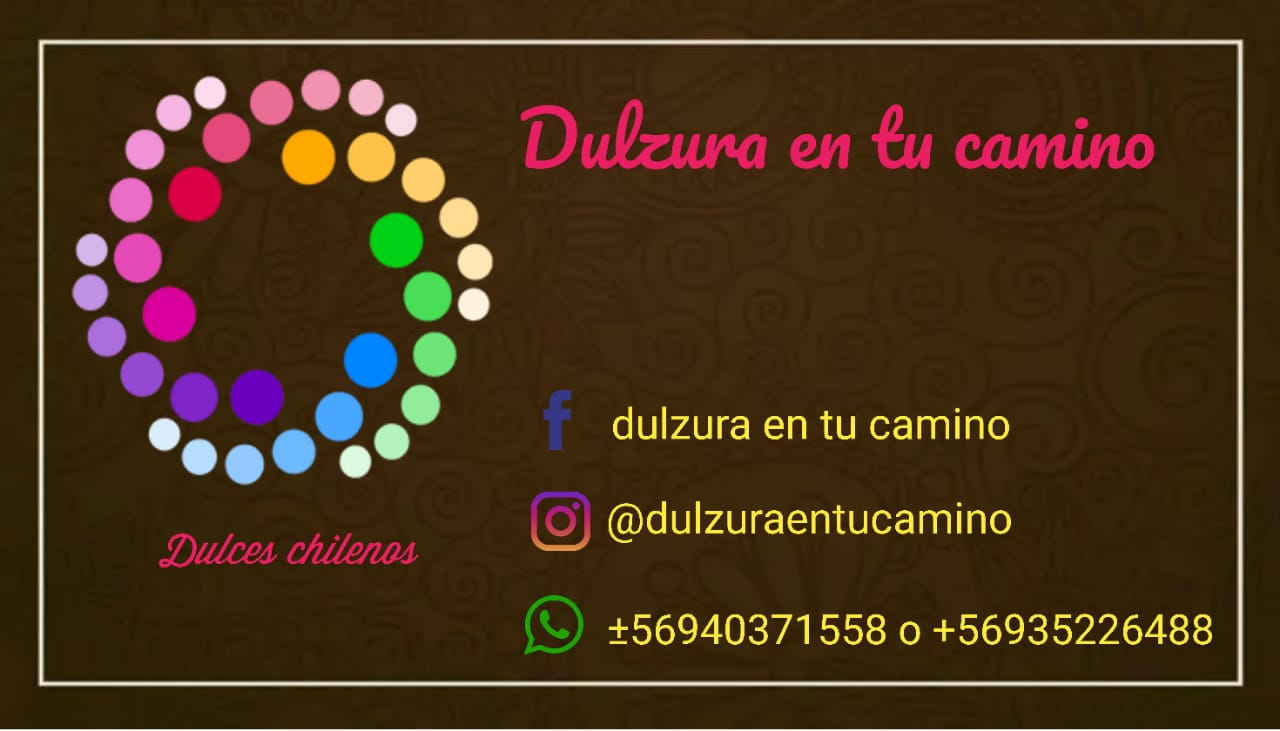 Dulzura en tu camino
dulzura en tu camino
@dulzuraentucamino
Dulces chilenos
±56940371558 o +56935226488